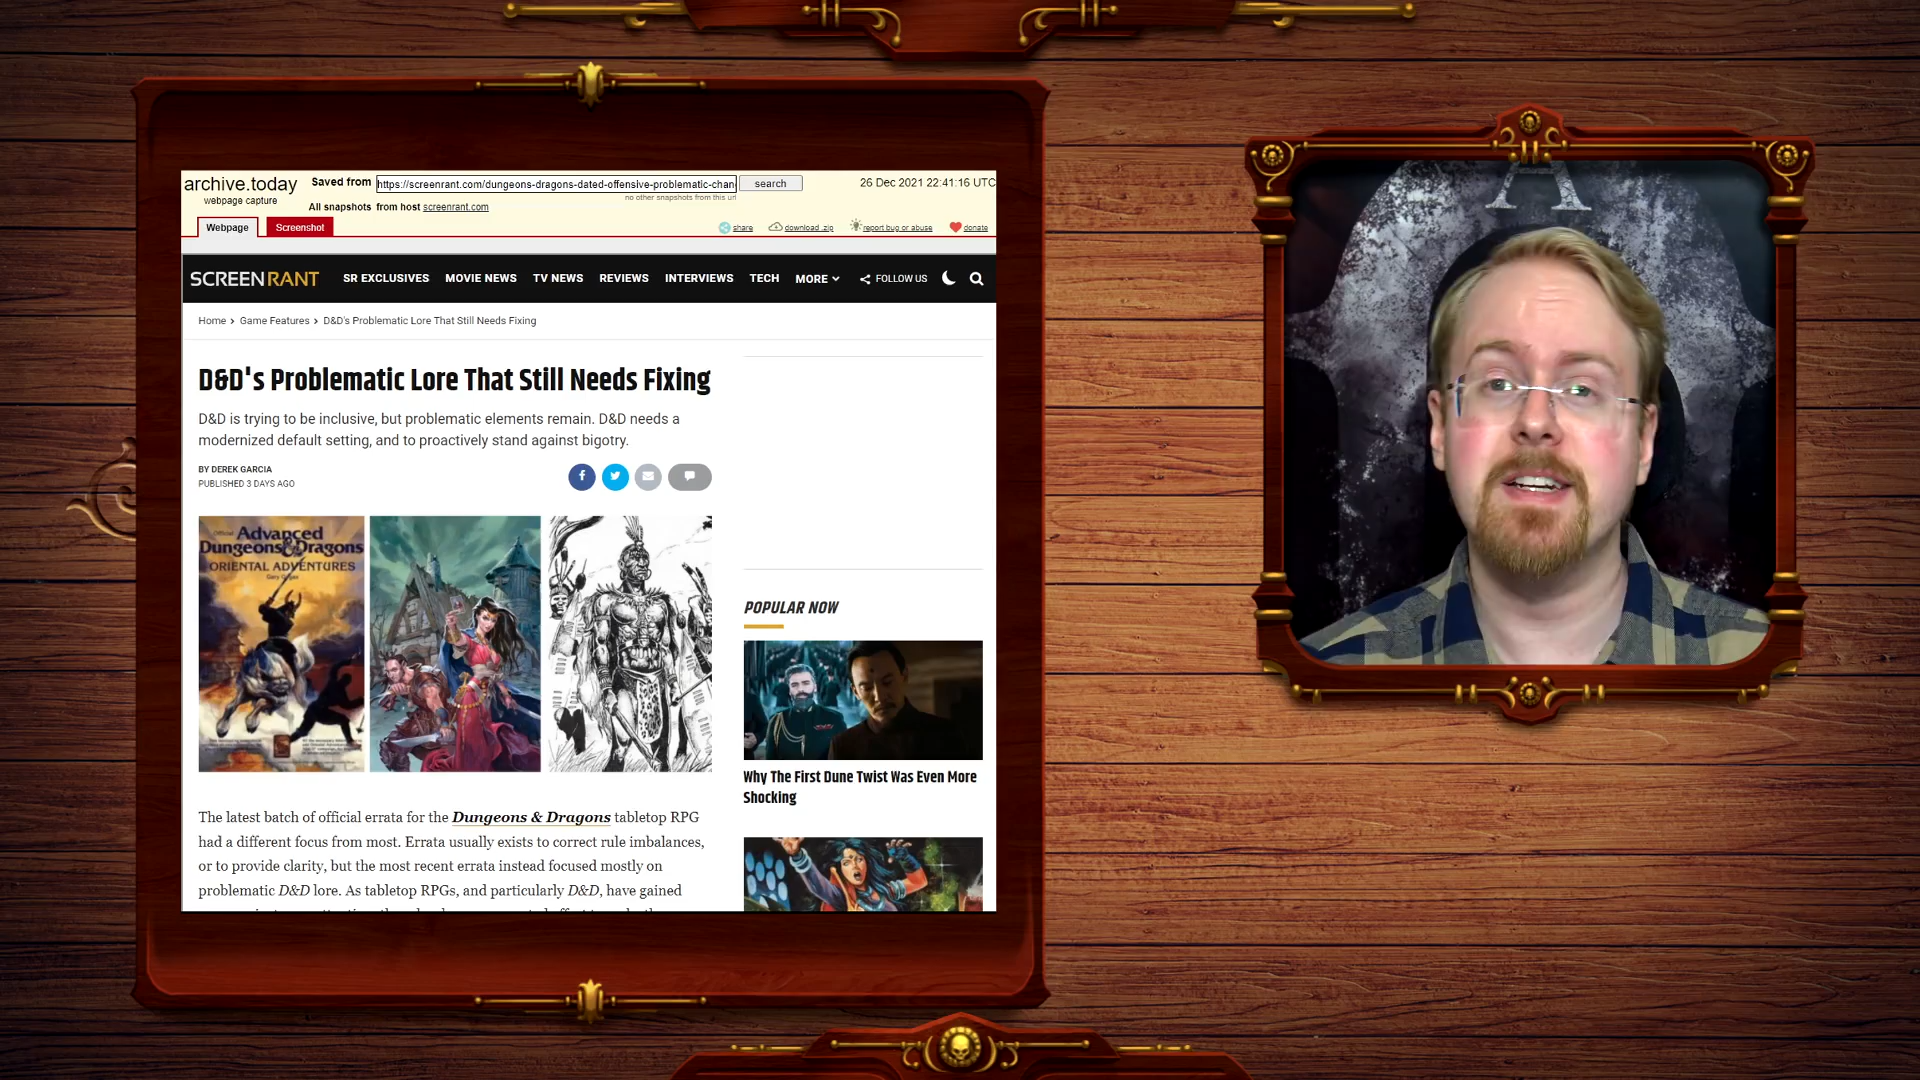 archive.today
webpage capture
Saved from
https://screenrant.com/dungeons-dragons-dated-offensive-problematic-chan
search
26 Dec 2021 22:41:16 UTC
no other snapshots from this url
All snapshots from host screenrant.com
Webpage
Screenshot
share
download .zip
report bug or abuse
donate
SCREENRANT
SR EXCLUSIVES
MOVIE NEWS
TV NEWS
REVIEWS
INTERVIEWS
TECH
MORE
FOLLOW US
Home > Game Features > D&D's Problematic Lore That Still Needs Fixing
D&D's Problematic Lore That Still Needs Fixing
D&D is trying to be inclusive, but problematic elements remain. D&D needs a
modernized default setting, and to proactively stand against bigotry.
BY DEREK GARCIA
PUBLISHED 3 DAYS AGO
Official
Advanced
Dungeons & Dragons
ORIENTAL ADVENTURES
POPULAR NOW
Why The First Dune Twist Was Even More
Shocking
The latest batch of official errata for the Dungeons & Dragons tabletop RPG
had a different focus from most. Errata usually exists to correct rule imbalances,
or to provide clarity, but the most recent errata instead focused mostly on
problematic D&D lore. As tabletop RPGs, and particularly D&D, have gained
A